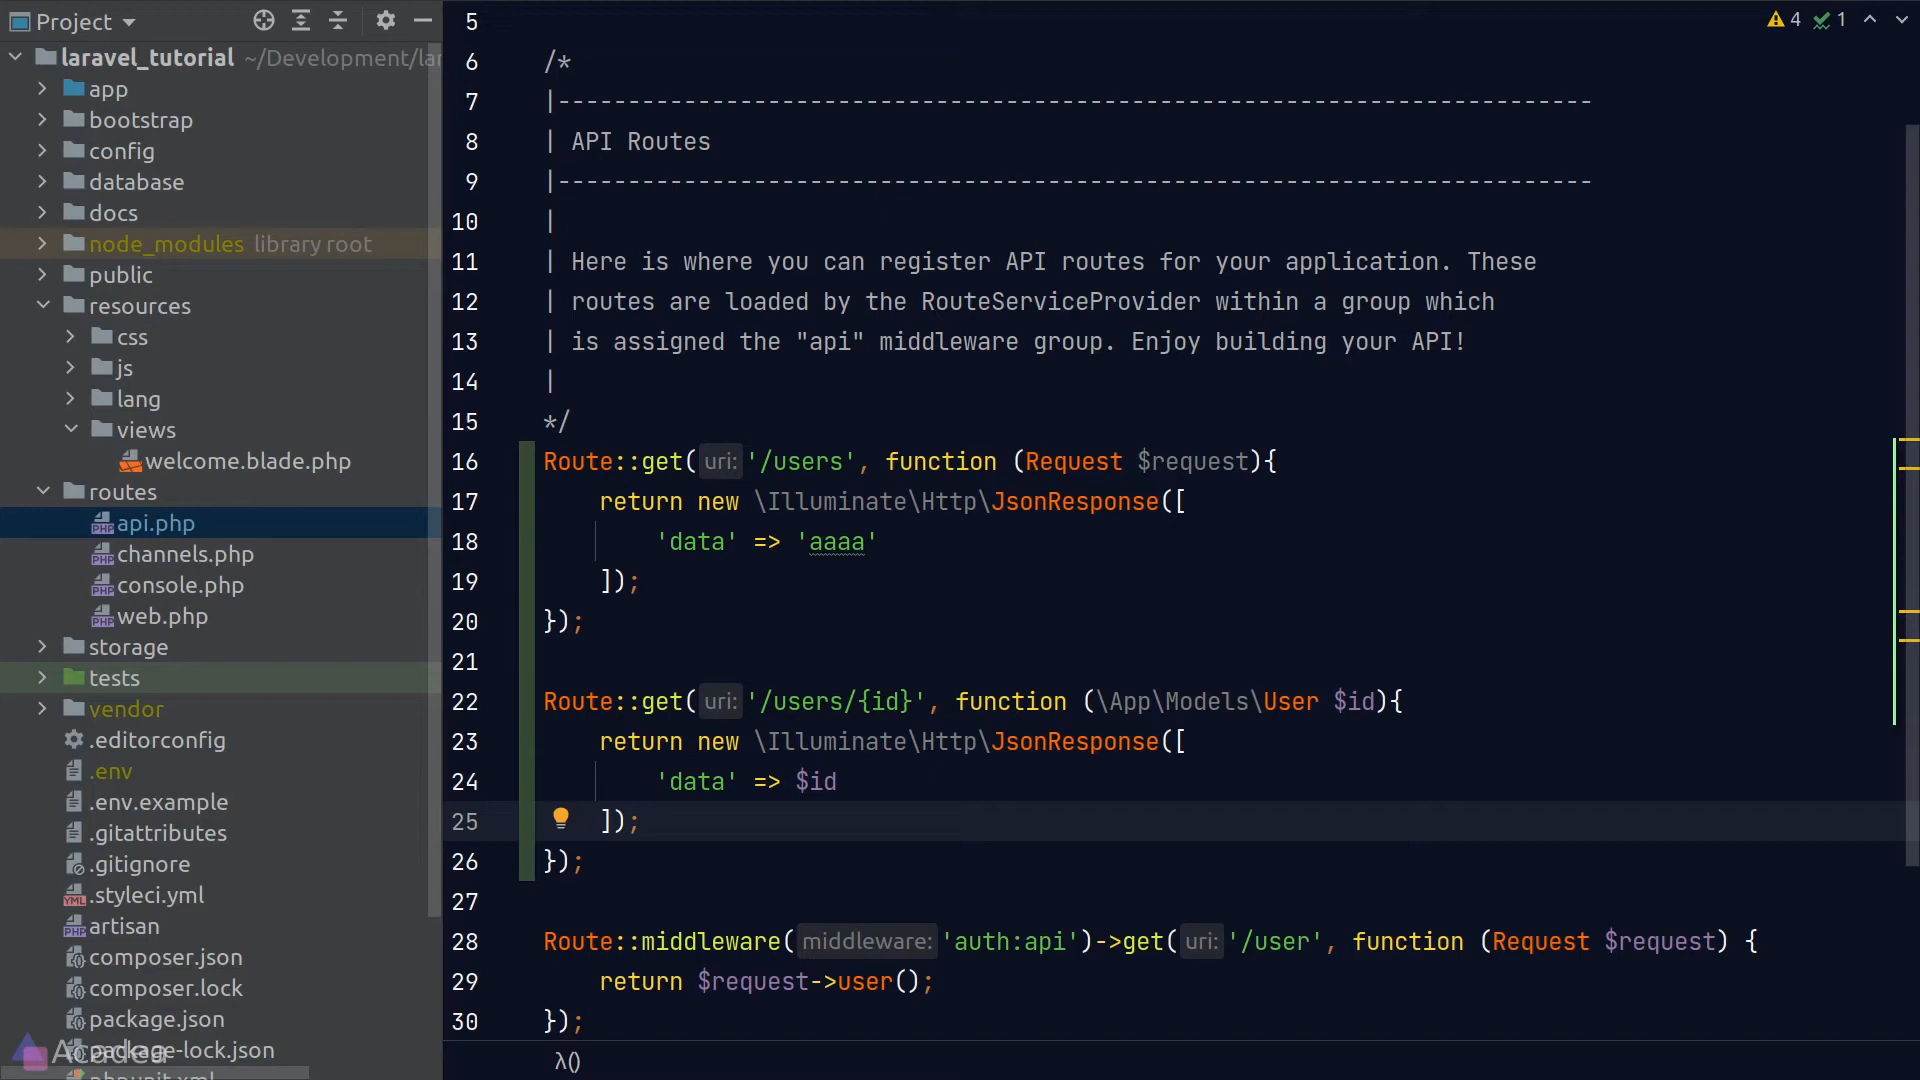 Project
laravel_tutorial ~/Development/lar
app
bootstrap
config
database
docs
node_modules library root
public
resources
css
js
lang
views
welcome.blade.php
routes
api.php
channels.php
console.php
web.php
storage
tests
vendor
.editorconfig
.env
.env.example
.gitattributes
.gitignore
.styleci.yml
artisan
composer.json
composer.lock
package.json
package-lock.json
phpunit.xml
Acadea
4 1
5
6 /*
7 |--------------------------------------------------------------------------
8 | API Routes
9 |--------------------------------------------------------------------------
10 |
11 | Here is where you can register API routes for your application. These
12 | routes are loaded by the RouteServiceProvider within a group which
13 | is assigned the "api" middleware group. Enjoy building your API!
14 |
15 */
16 Route::get( uri: '/users', function (Request $request){
17 return new \Illuminate\Http\JsonResponse([
18 'data' => 'aaaa'
19 ]);
20 });
21
22 Route::get( uri: '/users/{id}', function (\App\Models\User $id){
23 return new \Illuminate\Http\JsonResponse([
24 'data' => $id
25 ]);
26 });
27
28 Route::middleware( middleware: 'auth:api')->get( uri: '/user', function (Request $request) {
29 return $request->user();
30 });
λ()